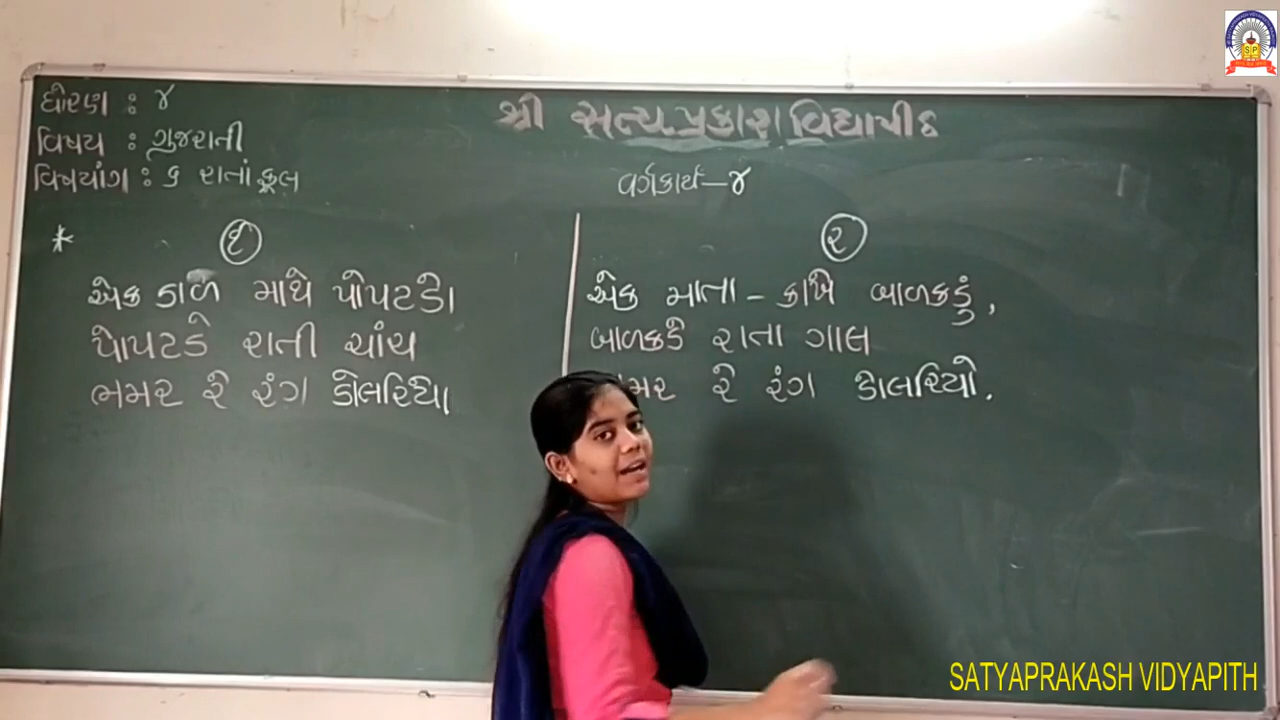 ધોરણ : ૪
વિષય : ગુજરાતી
વિષયાંગ : ૬ રાતાં ફૂલ
શ્રી સત્યપ્રકાશ વિદ્યાપીઠ
વર્ગકાર્ય – ૪
* ૧
એક ડાળ માથે પોપટડો
પોપટડે રાતી ચાંચ
ભમર રે રંગ ડોલરિયા
૨
એક માતા - કાખે બાળકડું,
બાળકડે રાતા ગાલ
રે રંગ ડોલરિયો.
SATYAPRAKASH VIDYAPITH